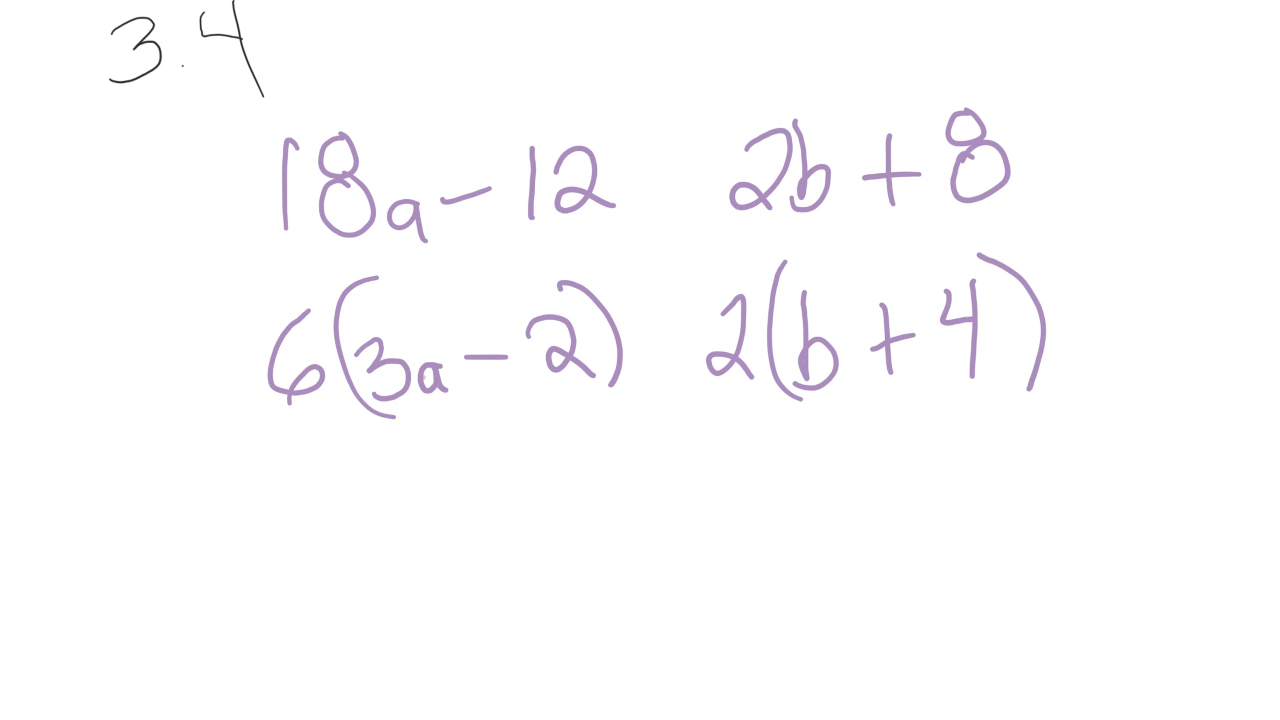 3.4
18a - 12 2b + 8
6(3a - 2) 2(b + 4)